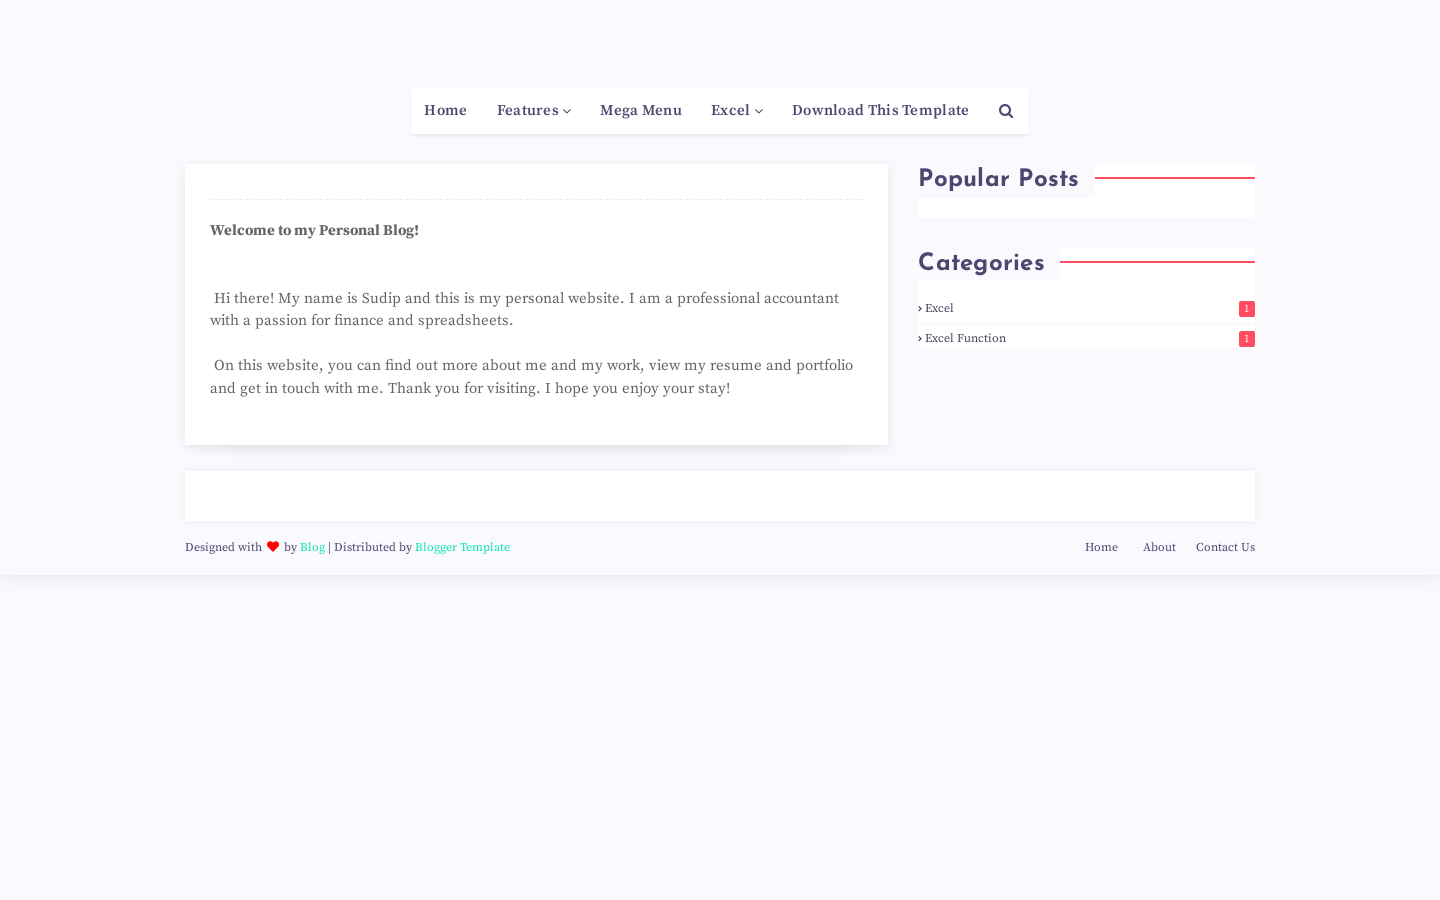 Home Features Mega Menu Excel Download This Template
Welcome to my Personal Blog!
Hi there! My name is Sudip and this is my personal website. I am a professional accountant
with a passion for finance and spreadsheets.
On this website, you can find out more about me and my work, view my resume and portfolio
and get in touch with me. Thank you for visiting. I hope you enjoy your stay!
Popular Posts
Categories
Excel 1
Excel Function 1
Designed with by Blog | Distributed by Blogger Template
Home About Contact Us